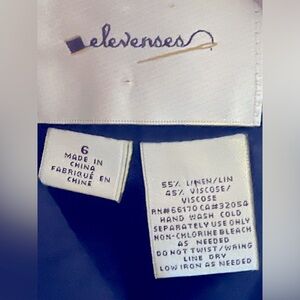 elevenses
6
MADE IN
CHINA
FABRIQUÉ EN
CHINE
55% LINEN/LIN
45% VISCOSE/
VISCOSE
RN#66170 CA#32054
HAND WASH COLD
SEPARATELY USE ONLY
NON-CHLORINE BLEACH
AS NEEDED
DO NOT TWIST/WRING
LINE DRY
LOW IRON AS NEEDED